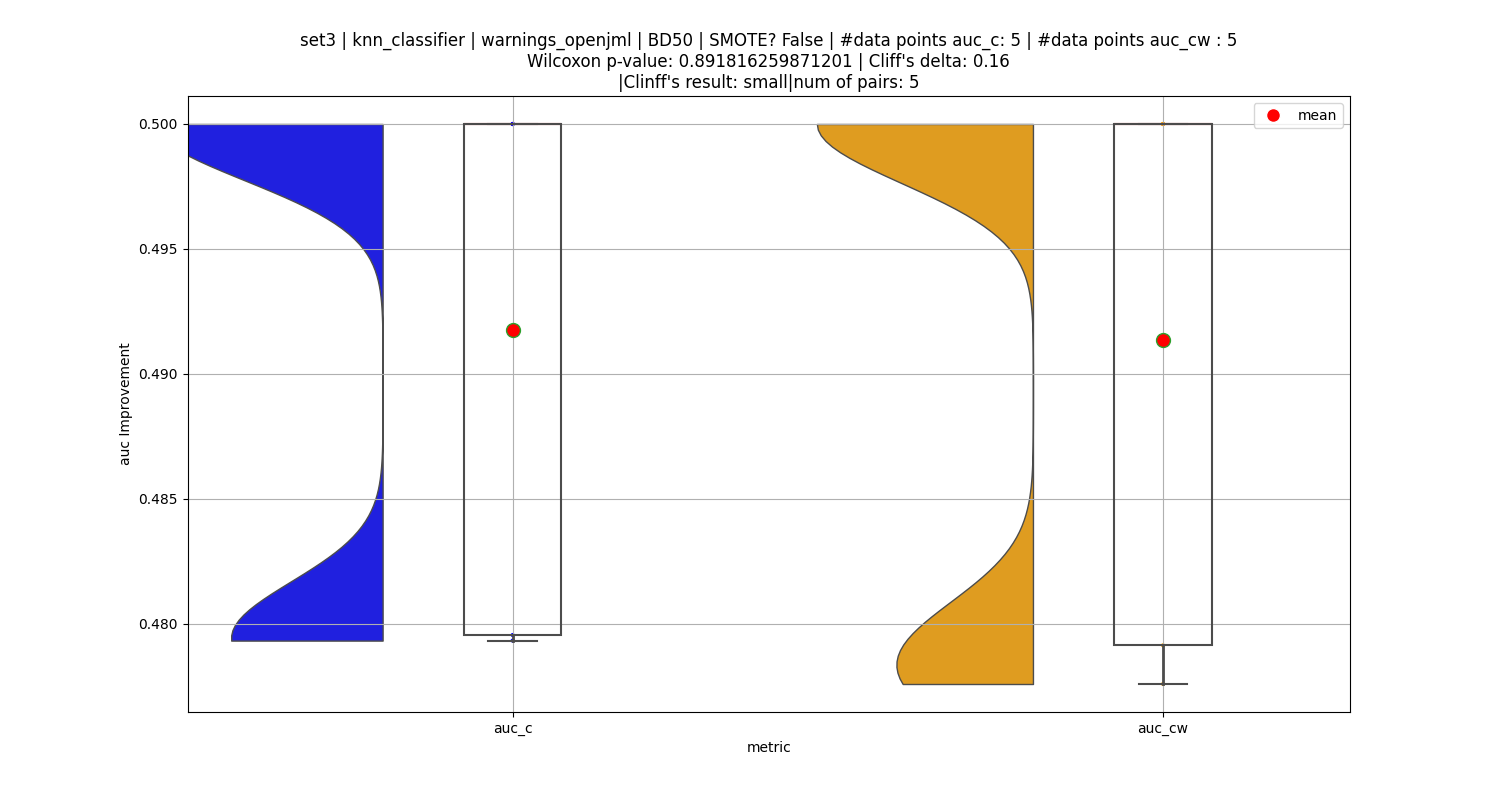 set3 | knn_classifier | warnings_openjml | BD50 | SMOTE? False | #data points auc_c: 5 | #data points auc_cw : 5
Wilcoxon p-value: 0.891816259871201 | Cliff's delta: 0.16
|Clinff's result: small|num of pairs: 5
mean
0.500
0.495
0.490
0.485
0.480
auc Improvement
auc_c
auc_cw
metric